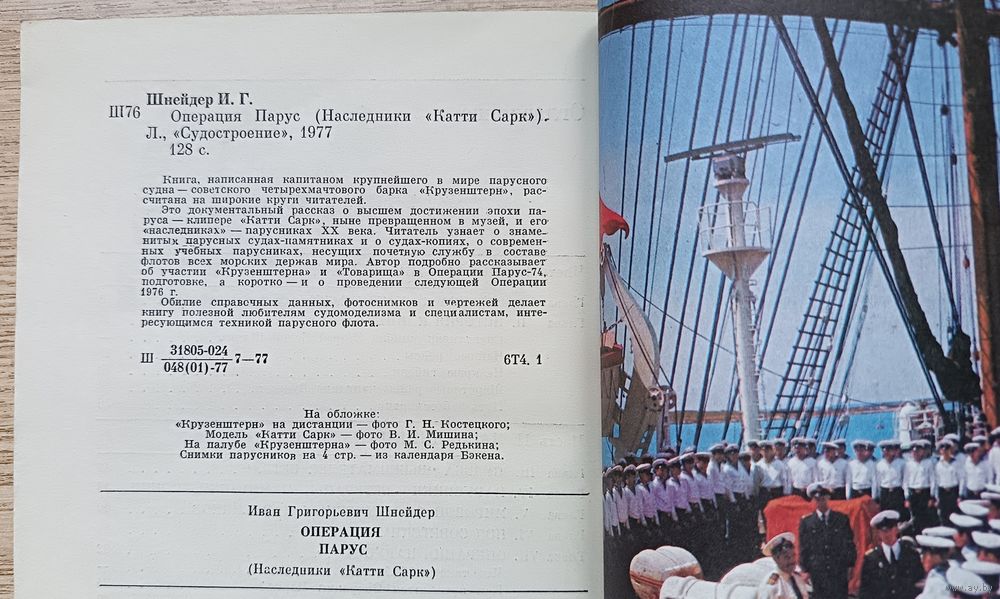 Шнейдер И. Г.
Ш76
Операция Парус (Наследники «Катти Сарк»).
Л., «Судостроение», 1977
128 с.
Книга, написанная капитаном крупнейшего в мире парусного
судна — советского четырехмачтового барка «Крузенштерн», рас-
считана на широкие круги читателей.
Это документальный рассказ о высшем достижении эпохи па-
руса — клипере «Катти Сарк», ныне превращенном в музей, и его
«наследниках» — парусниках XX века. Читатель узнает о знаме-
нитых парусных судах-памятниках и о судах-копиях, о современ-
ных учебных парусниках, несущих почетную службу в составе
флотов всех морских держав мира. Автор подробно рассказывает
об участии «Крузенштерна» и «Товарища» в Операции Парус-74,
подготовке, а коротко — и о проведении следующей Операции
1976 г.
Обилие справочных данных, фотоснимков и чертежей делает
книгу полезной любителям судомоделизма и специалистам, инте-
ресующимся техникой парусного флота.
Ш 31805-024
048(01)-77 7—77 6Т4. 1
На обложке:
«Крузенштерн» на дистанции — фото Г. Н. Костецкого;
Модель «Катти Сарк» — фото В. И. Мишина;
На палубе «Крузенштерна» — фото М. С. Редькина;
Снимки парусников на 4 стр. — из календаря Бэкена.
Иван Григорьевич Шнейдер
ОПЕРАЦИЯ
ПАРУС
(Наследники «Катти Сарк»)
www.ay.by